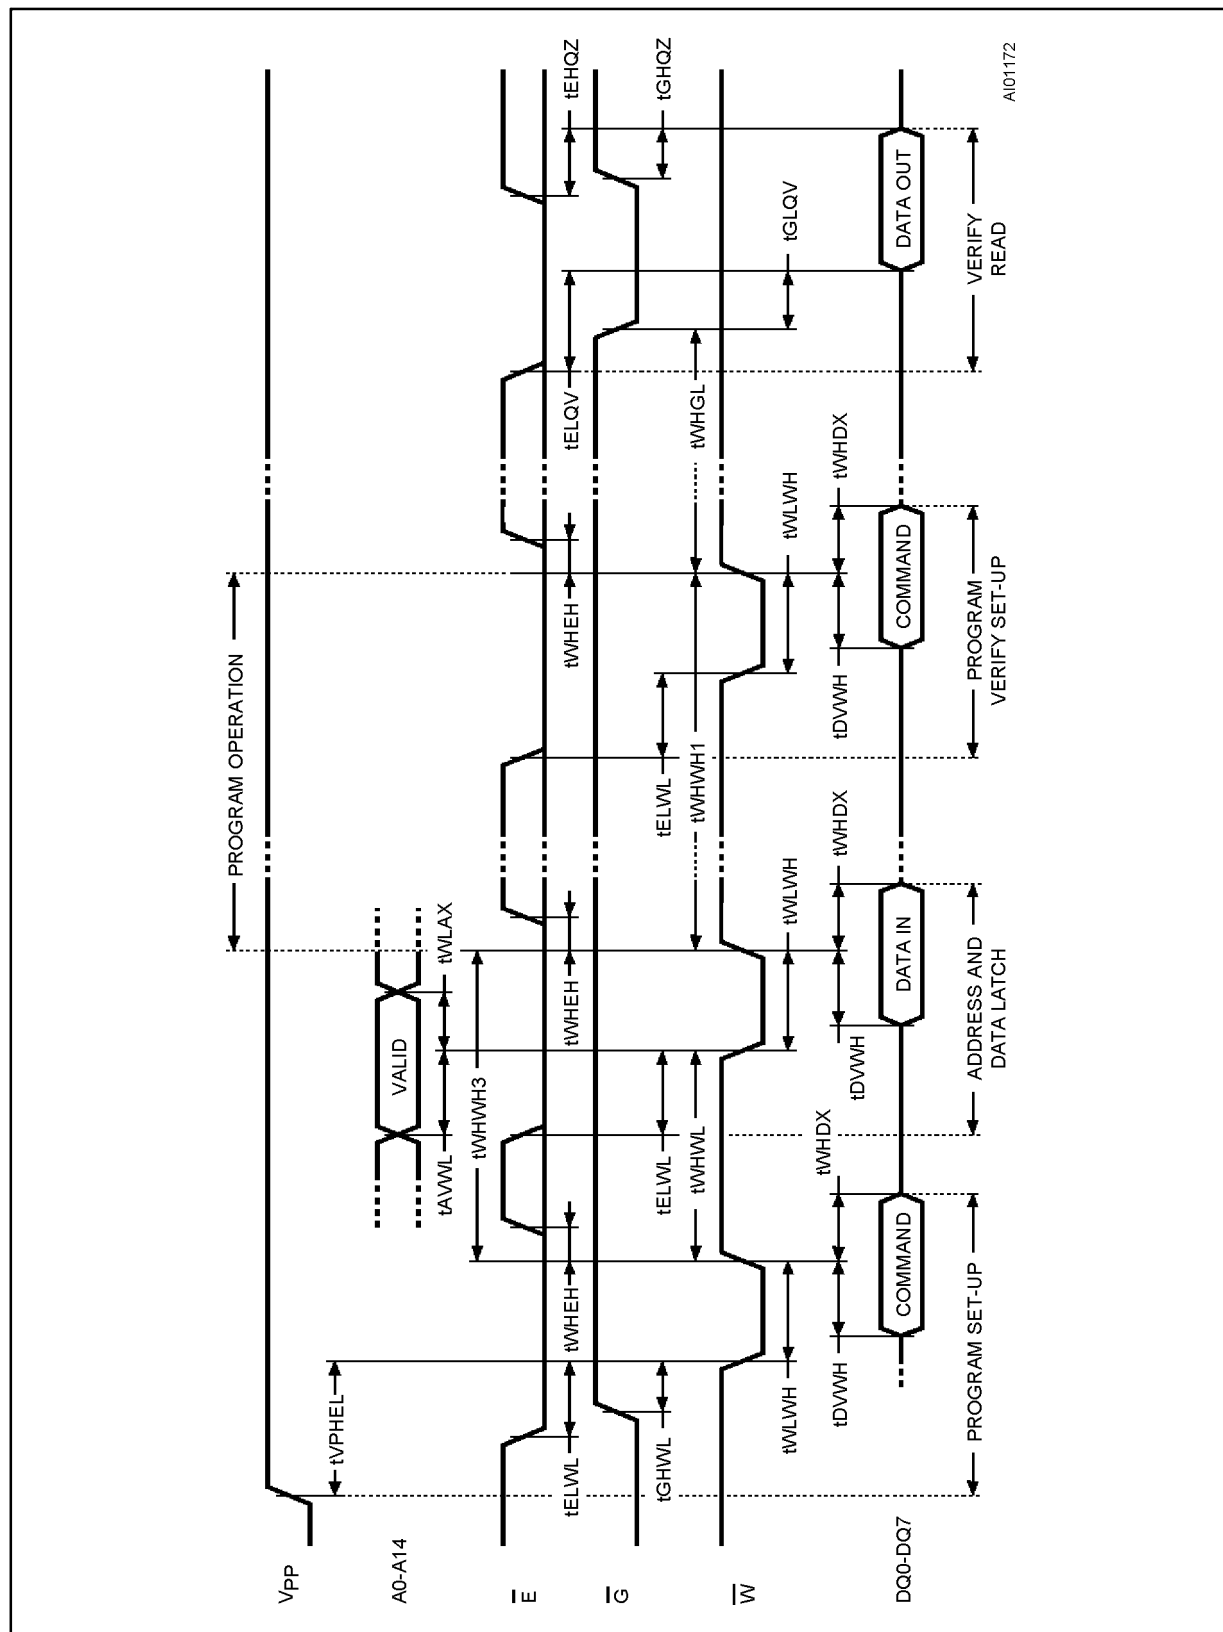 VPP
A0-A14
E
G
W
DQ0-DQ7
PROGRAM OPERATION
tVPHEL
VALID
tAVWL
tWLAX
tWHWH3
tELWL
tWHEH
tWHEH
tWHEH
tELQV
tEHQZ
tGHWL
tELWL
tELWL
tGHQZ
tWHWL
tWHWH1
tWHGL
tWLWH
tWLWH
tWLWH
tGLQV
tDVWH
tWHDX
tDVWH
tWHDX
tDVWH
tWHDX
COMMAND
DATA IN
COMMAND
DATA OUT
PROGRAM SET-UP
ADDRESS AND
DATA LATCH
PROGRAM
VERIFY SET-UP
VERIFY
READ
AI01172